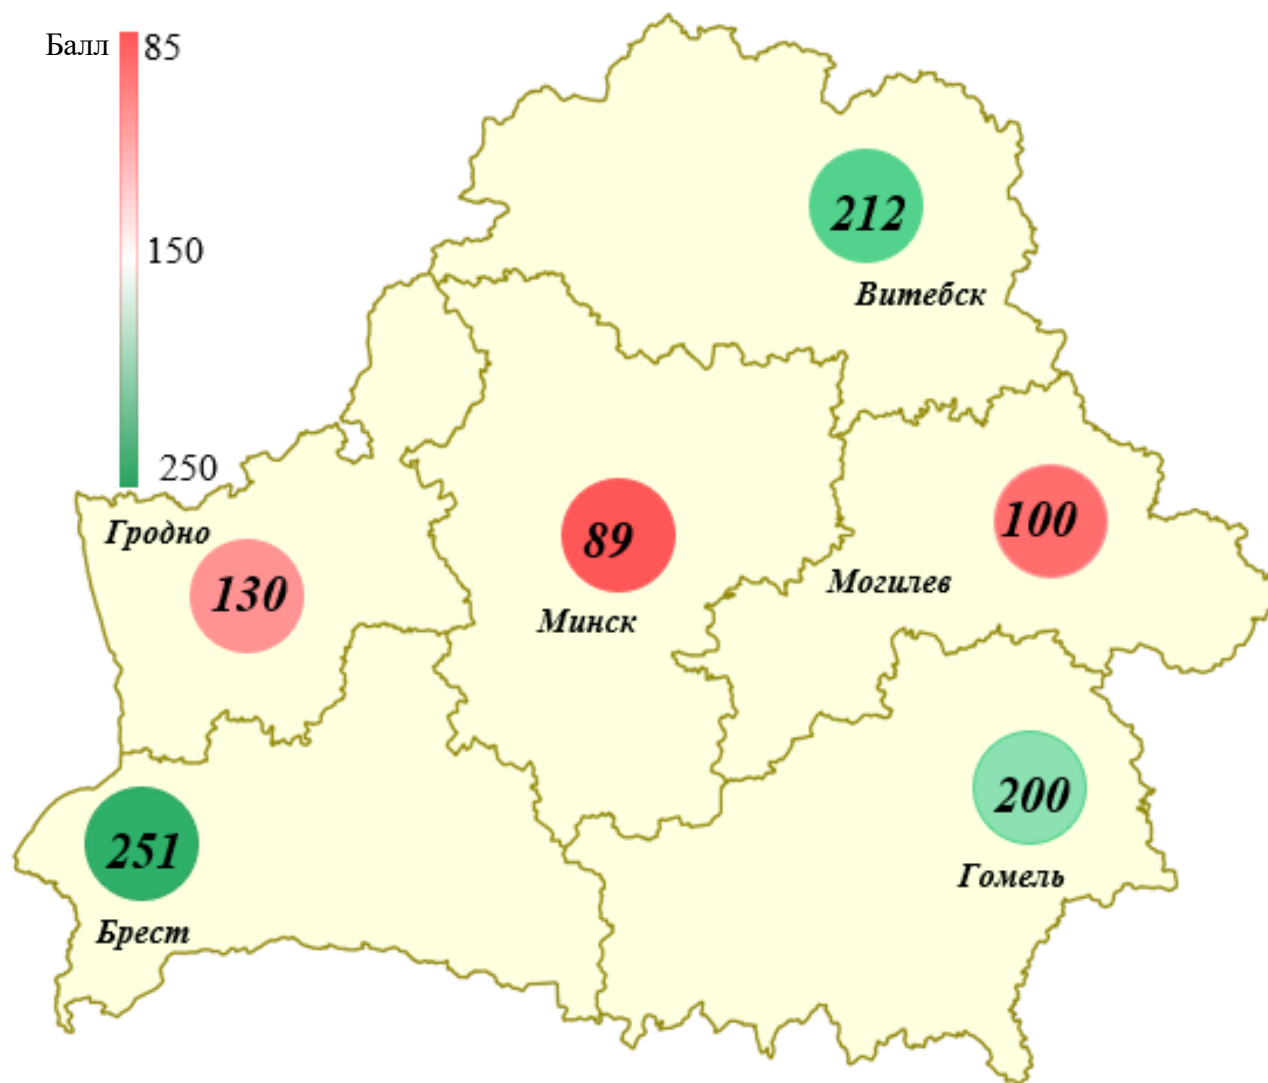 Балл 85
150
250
212
Витебск
Гродно
130
89
Минск
100
Могилев
251
Брест
200
Гомель